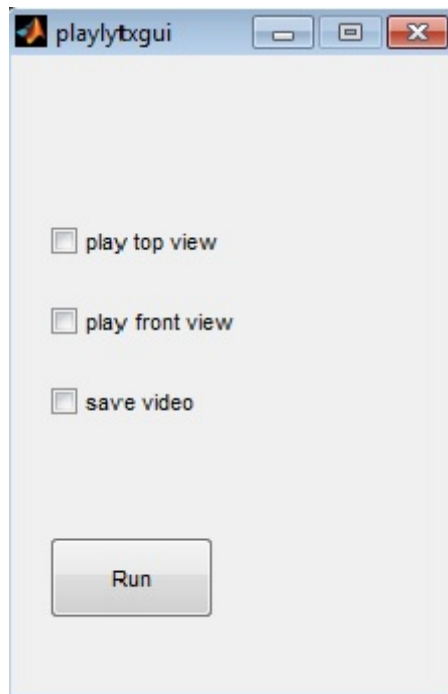 playlytxgui
play top view
play front view
save video
Run